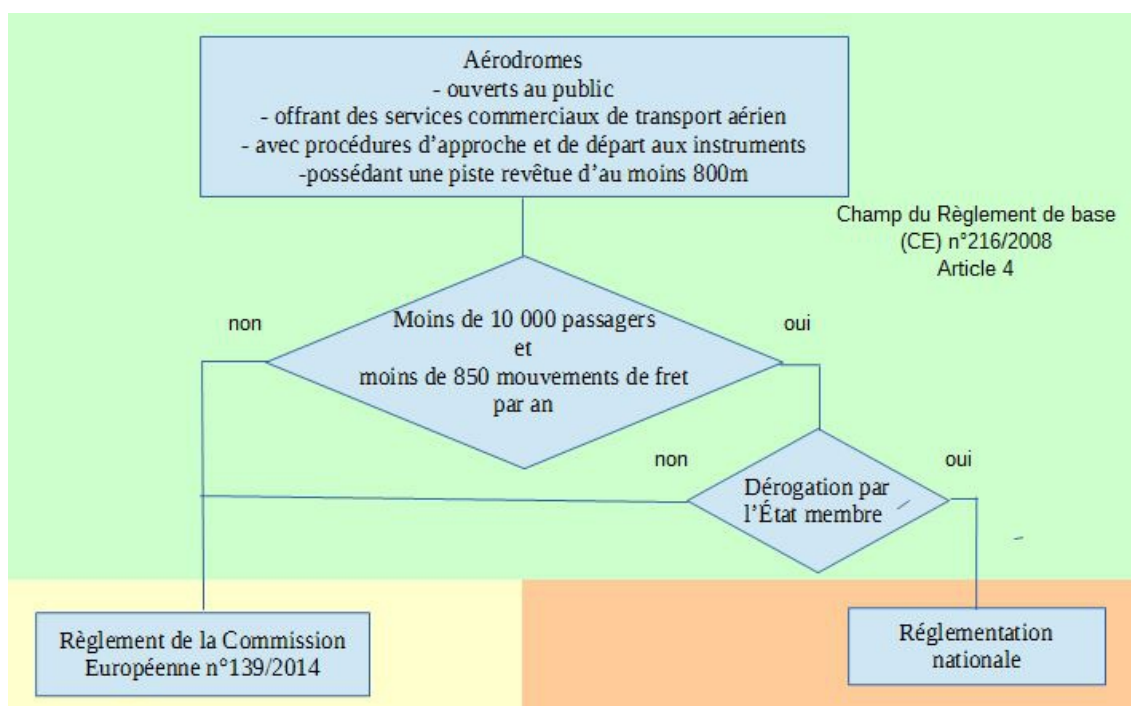 Aérodromes
- ouverts au public
- offrant des services commerciaux de transport aérien
- avec procédures d'approche et de départ aux instruments
-possédant une piste revêtue d'au moins 800m
Champ du Règlement de base
(CE) n°216/2008
Article 4
non
Moins de 10 000 passagers
et
moins de 850 mouvements de fret
par an
oui
non
Dérogation par
l'État membre
oui
Règlement de la Commission
Européenne n°139/2014
Réglementation
nationale